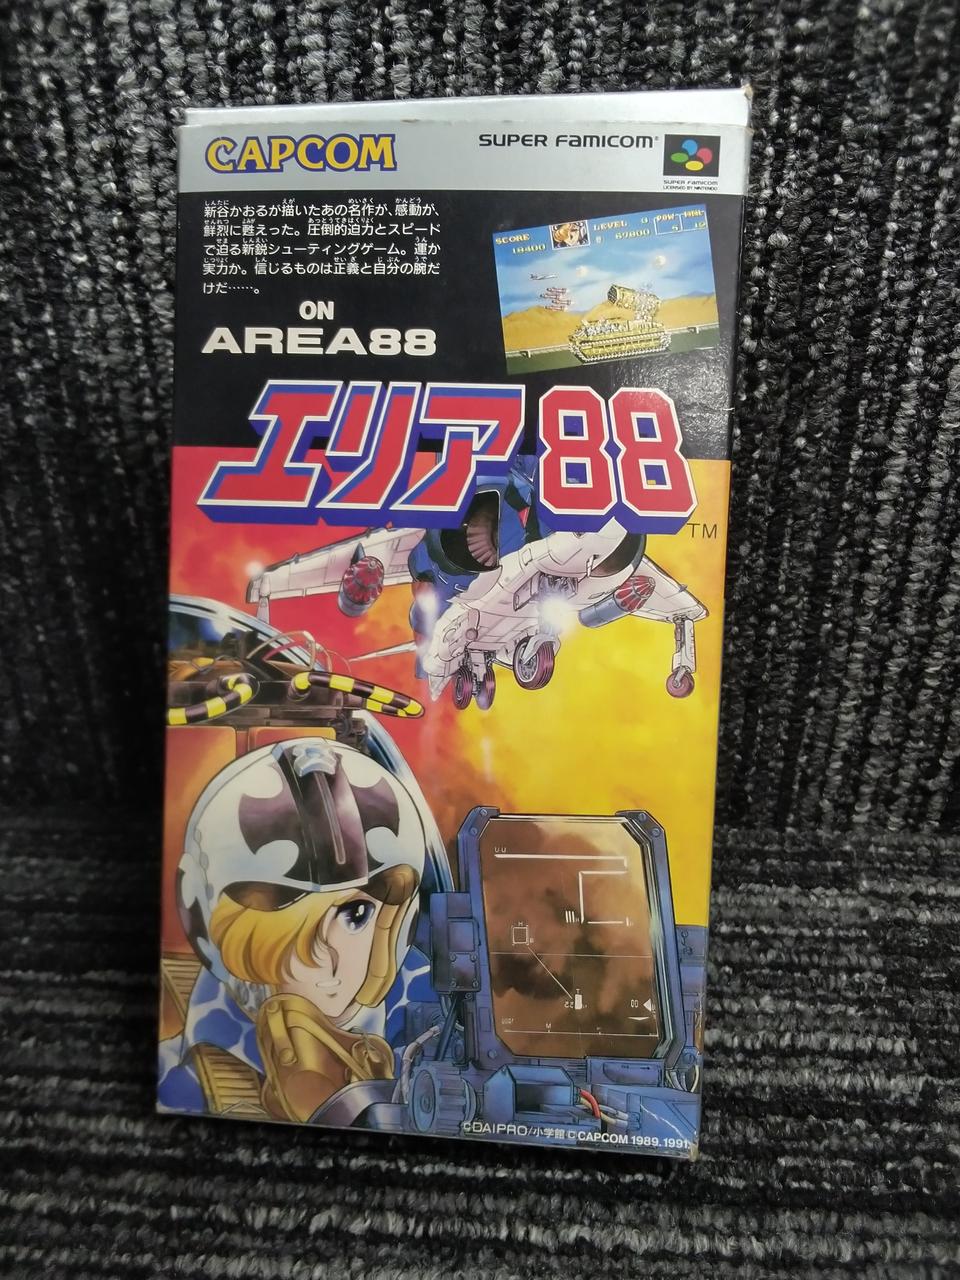 CAPCOM
SUPER FAMICOM®
SUPER FAMICOM
LICENSED BY NINTENDO
新谷かおるが描いたあの名作が、感動が、
鮮烈に甦えった。圧倒的迫力とスピード
で迫る新鋭シューティングゲーム。運か
実力か。信じるものは正義と自分の腕だ
けだ……。
SCORE
18400
LEVEL
67800
POW
ON
AREA88
エリア88
TM
©DAIPRO/小学館 © CAPCOM 1989, 1991,